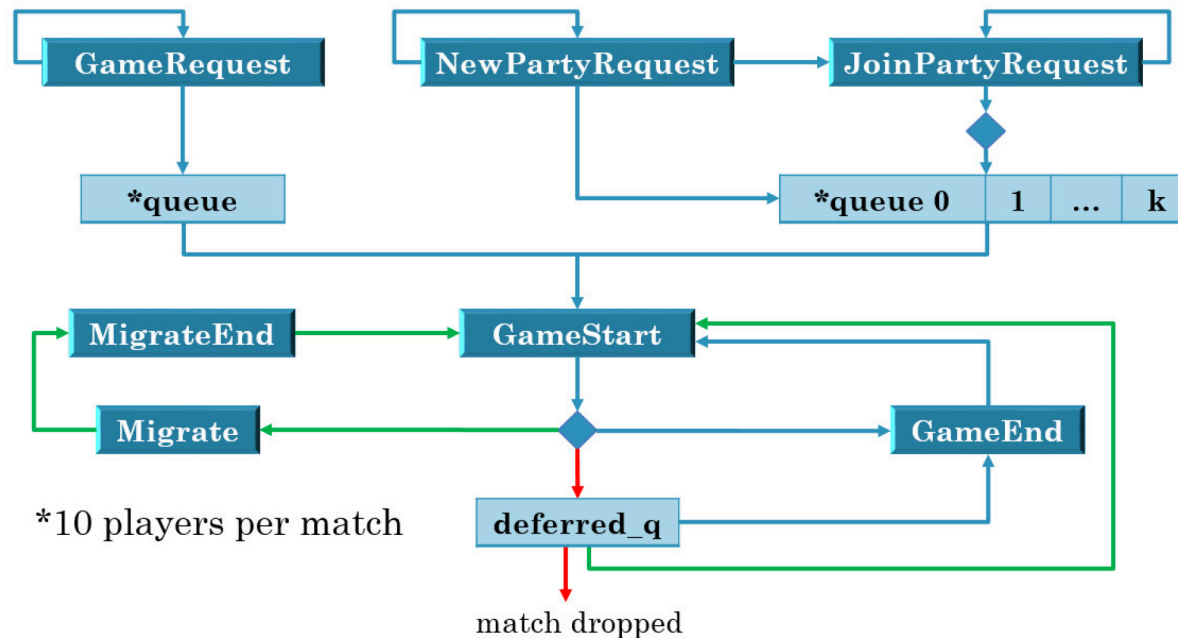 GameRequest
NewPartyRequest
JoinPartyRequest
*queue
*queue 0
1
...
k
MigrateEnd
GameStart
Migrate
GameEnd
*10 players per match
deferred_q
match dropped